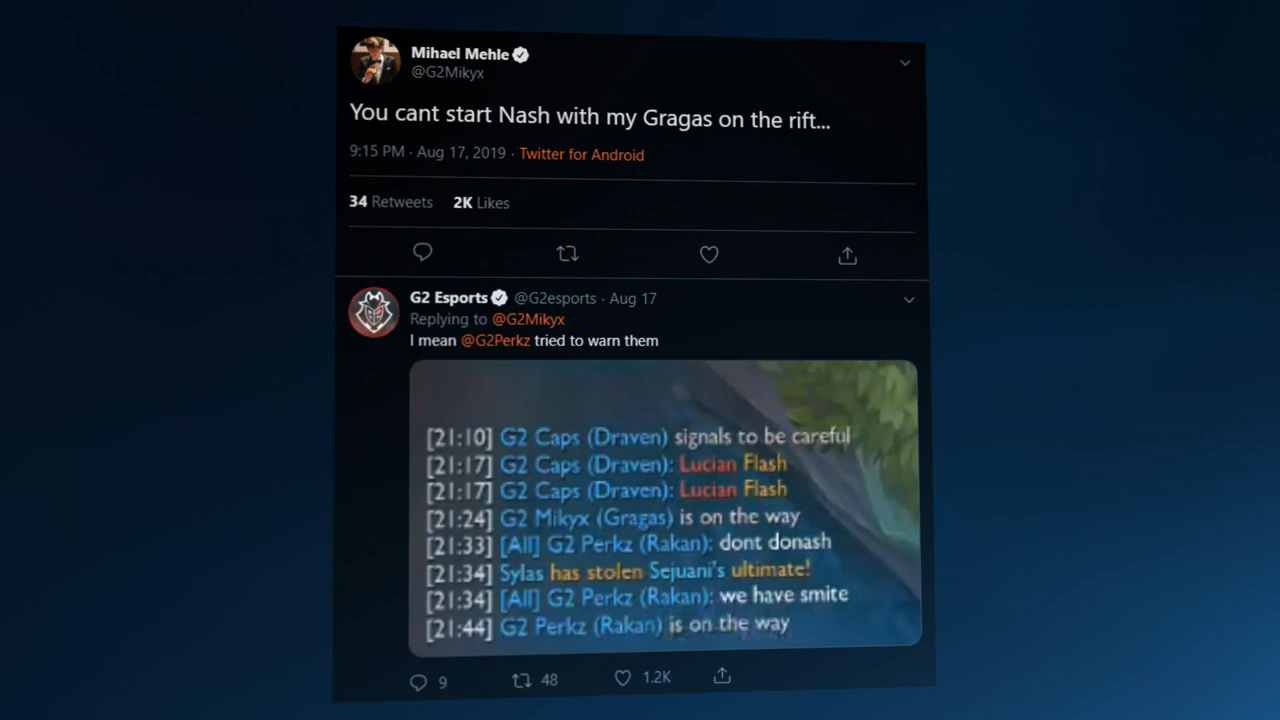 Mihael Mehle
@G2Mikyx
You cant start Nash with my Gragas on the rift...
9:15 PM · Aug 17, 2019 · Twitter for Android
34 Retweets 2K Likes
G2 Esports @G2esports · Aug 17
Replying to @G2Mikyx
I mean @G2Perkz tried to warn them
[21:10] G2 Caps (Draven) signals to be careful
[21:17] G2 Caps (Draven): Lucian Flash
[21:17] G2 Caps (Draven): Lucian Flash
[21:24] G2 Mikyx (Gragas) is on the way
[21:33] [All] G2 Perkz (Rakan): dont donash
[21:34] Sylas has stolen Sejuani's ultimate!
[21:34] [All] G2 Perkz (Rakan): we have smite
[21:44] G2 Perkz (Rakan) is on the way
9 48 1.2K